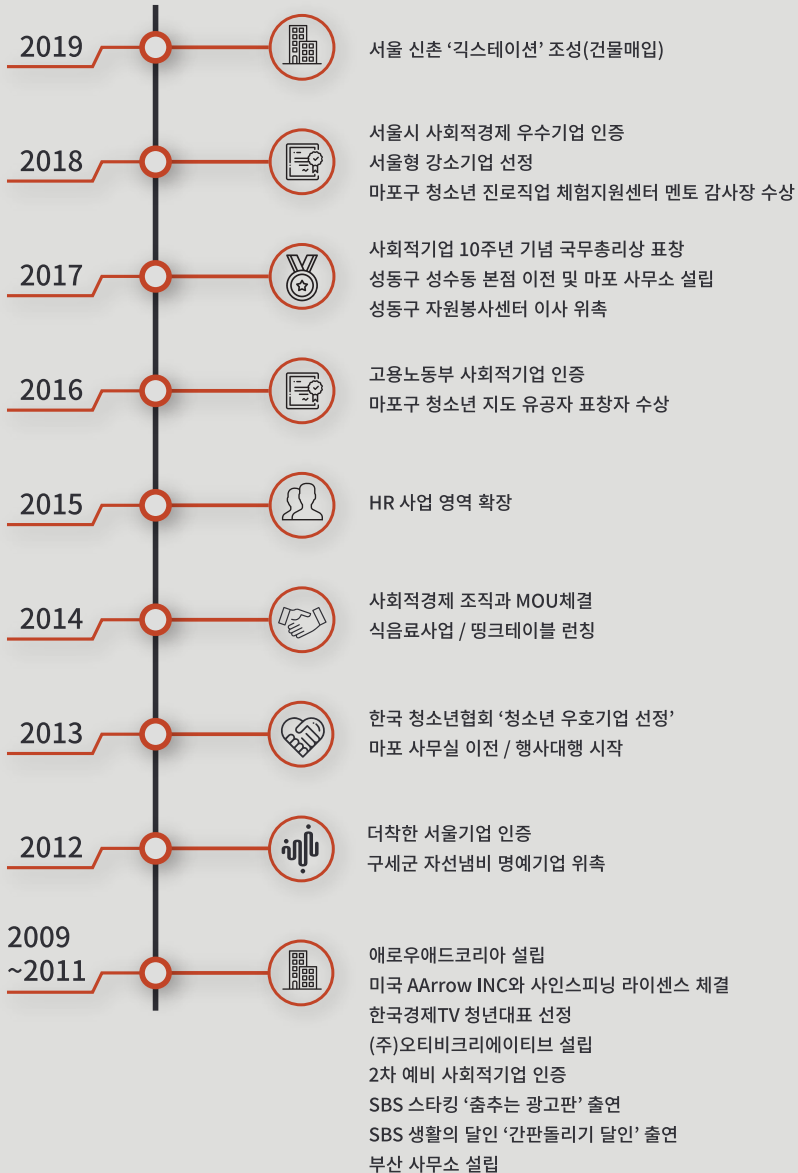 2019
서울 신촌 ‘긱스테이션’ 조성(건물매입)
2018
서울시 사회적경제 우수기업 인증
서울형 강소기업 선정
마포구 청소년 진로직업 체험지원센터 멘토 감사장 수상
2017
사회적기업 10주년 기념 국무총리상 표창
성동구 성수동 본점 이전 및 마포 사무소 설립
성동구 자원봉사센터 이사 위촉
2016
고용노동부 사회적기업 인증
마포구 청소년 지도 유공자 표창자 수상
2015
HR 사업 영역 확장
2014
사회적경제 조직과 MOU체결
식음료사업 / 띵크테이블 런칭
2013
한국 청소년협회 ‘청소년 우호기업 선정’
마포 사무실 이전 / 행사대행 시작
2012
더착한 서울기업 인증
구세군 자선냄비 명예기업 위촉
2009
~2011
애로우애드코리아 설립
미국 AArrow INC와 사인스피닝 라이센스 체결
한국경제TV 청년대표 선정
(주)오티비크리에이티브 설립
2차 예비 사회적기업 인증
SBS 스타킹 ‘춤추는 광고판’ 출연
SBS 생활의 달인 ‘간판돌리기 달인’ 출연
부산 사무소 설립